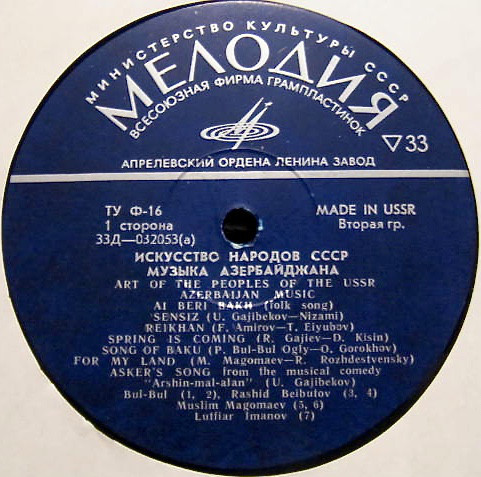 МИНИСТЕРСТВО КУЛЬТУРЫ СССР
МЕЛОДИЯ
ВСЕСОЮЗНАЯ ФИРМА ГРАМПЛАСТИНОК
▽33
АПРЕЛЕВСКИЙ ОРДЕНА ЛЕНИНА ЗАВОД
ТУ Ф-16
MADE IN USSR
1 сторона
Вторая гр.
33Д—032053(а)
ИСКУССТВО НАРОДОВ СССР
МУЗЫКА АЗЕРБАЙДЖАНА
ART OF THE PEOPLES OF THE USSR
AZERBAIJAN MUSIC
AI BERI BAKH (folk song)
SENSIZ (U. Gajibekov—Nizami)
REIKHAN (F. Amirov—T. Eiyubov)
SPRING IS COMING (R. Gajiev—D. Kisin)
SONG OF BAKU (P. Bul-Bul Ogly—O. Gorokhov)
FOR MY LAND (M. Magomaev—R. Rozhdestvensky)
ASKER'S SONG from the musical comedy
"Arshin-mal-alan" (U. Gajibekov)
Bul-Bul (1, 2), Rashid Beibutov (3, 4)
Muslim Magomaev (5, 6)
Lutfiar Imanov (7)